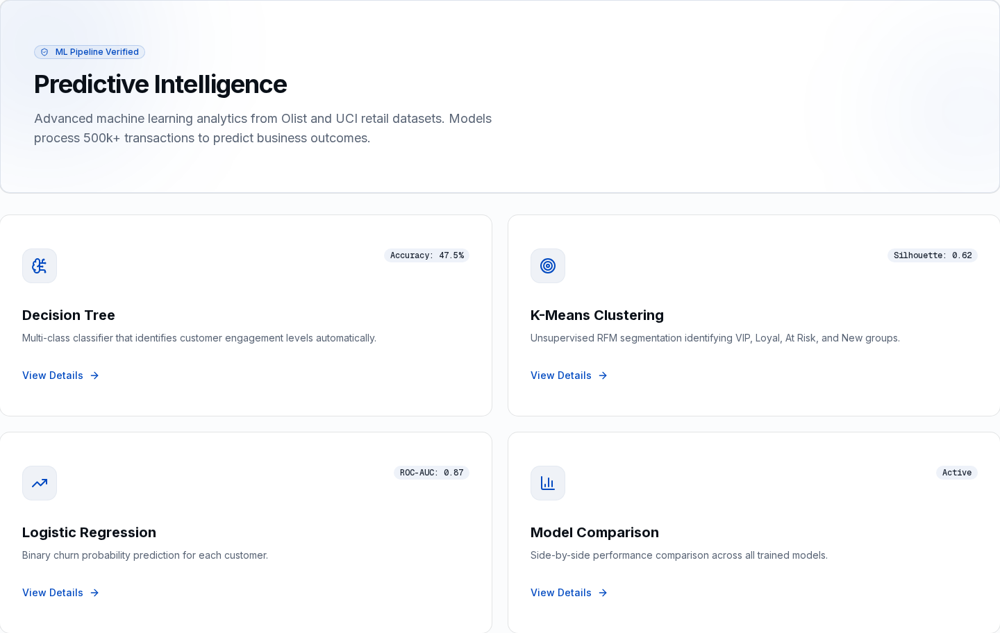 ML Pipeline Verified
Predictive Intelligence
Advanced machine learning analytics from Olist and UCI retail datasets. Models
process 500k+ transactions to predict business outcomes.
Accuracy: 47.5%
Decision Tree
Multi-class classifier that identifies customer engagement levels automatically.
View Details
Silhouette: 0.62
K-Means Clustering
Unsupervised RFM segmentation identifying VIP, Loyal, At Risk, and New groups.
View Details
ROC-AUC: 0.87
Logistic Regression
Binary churn probability prediction for each customer.
View Details
Active
Model Comparison
Side-by-side performance comparison across all trained models.
View Details